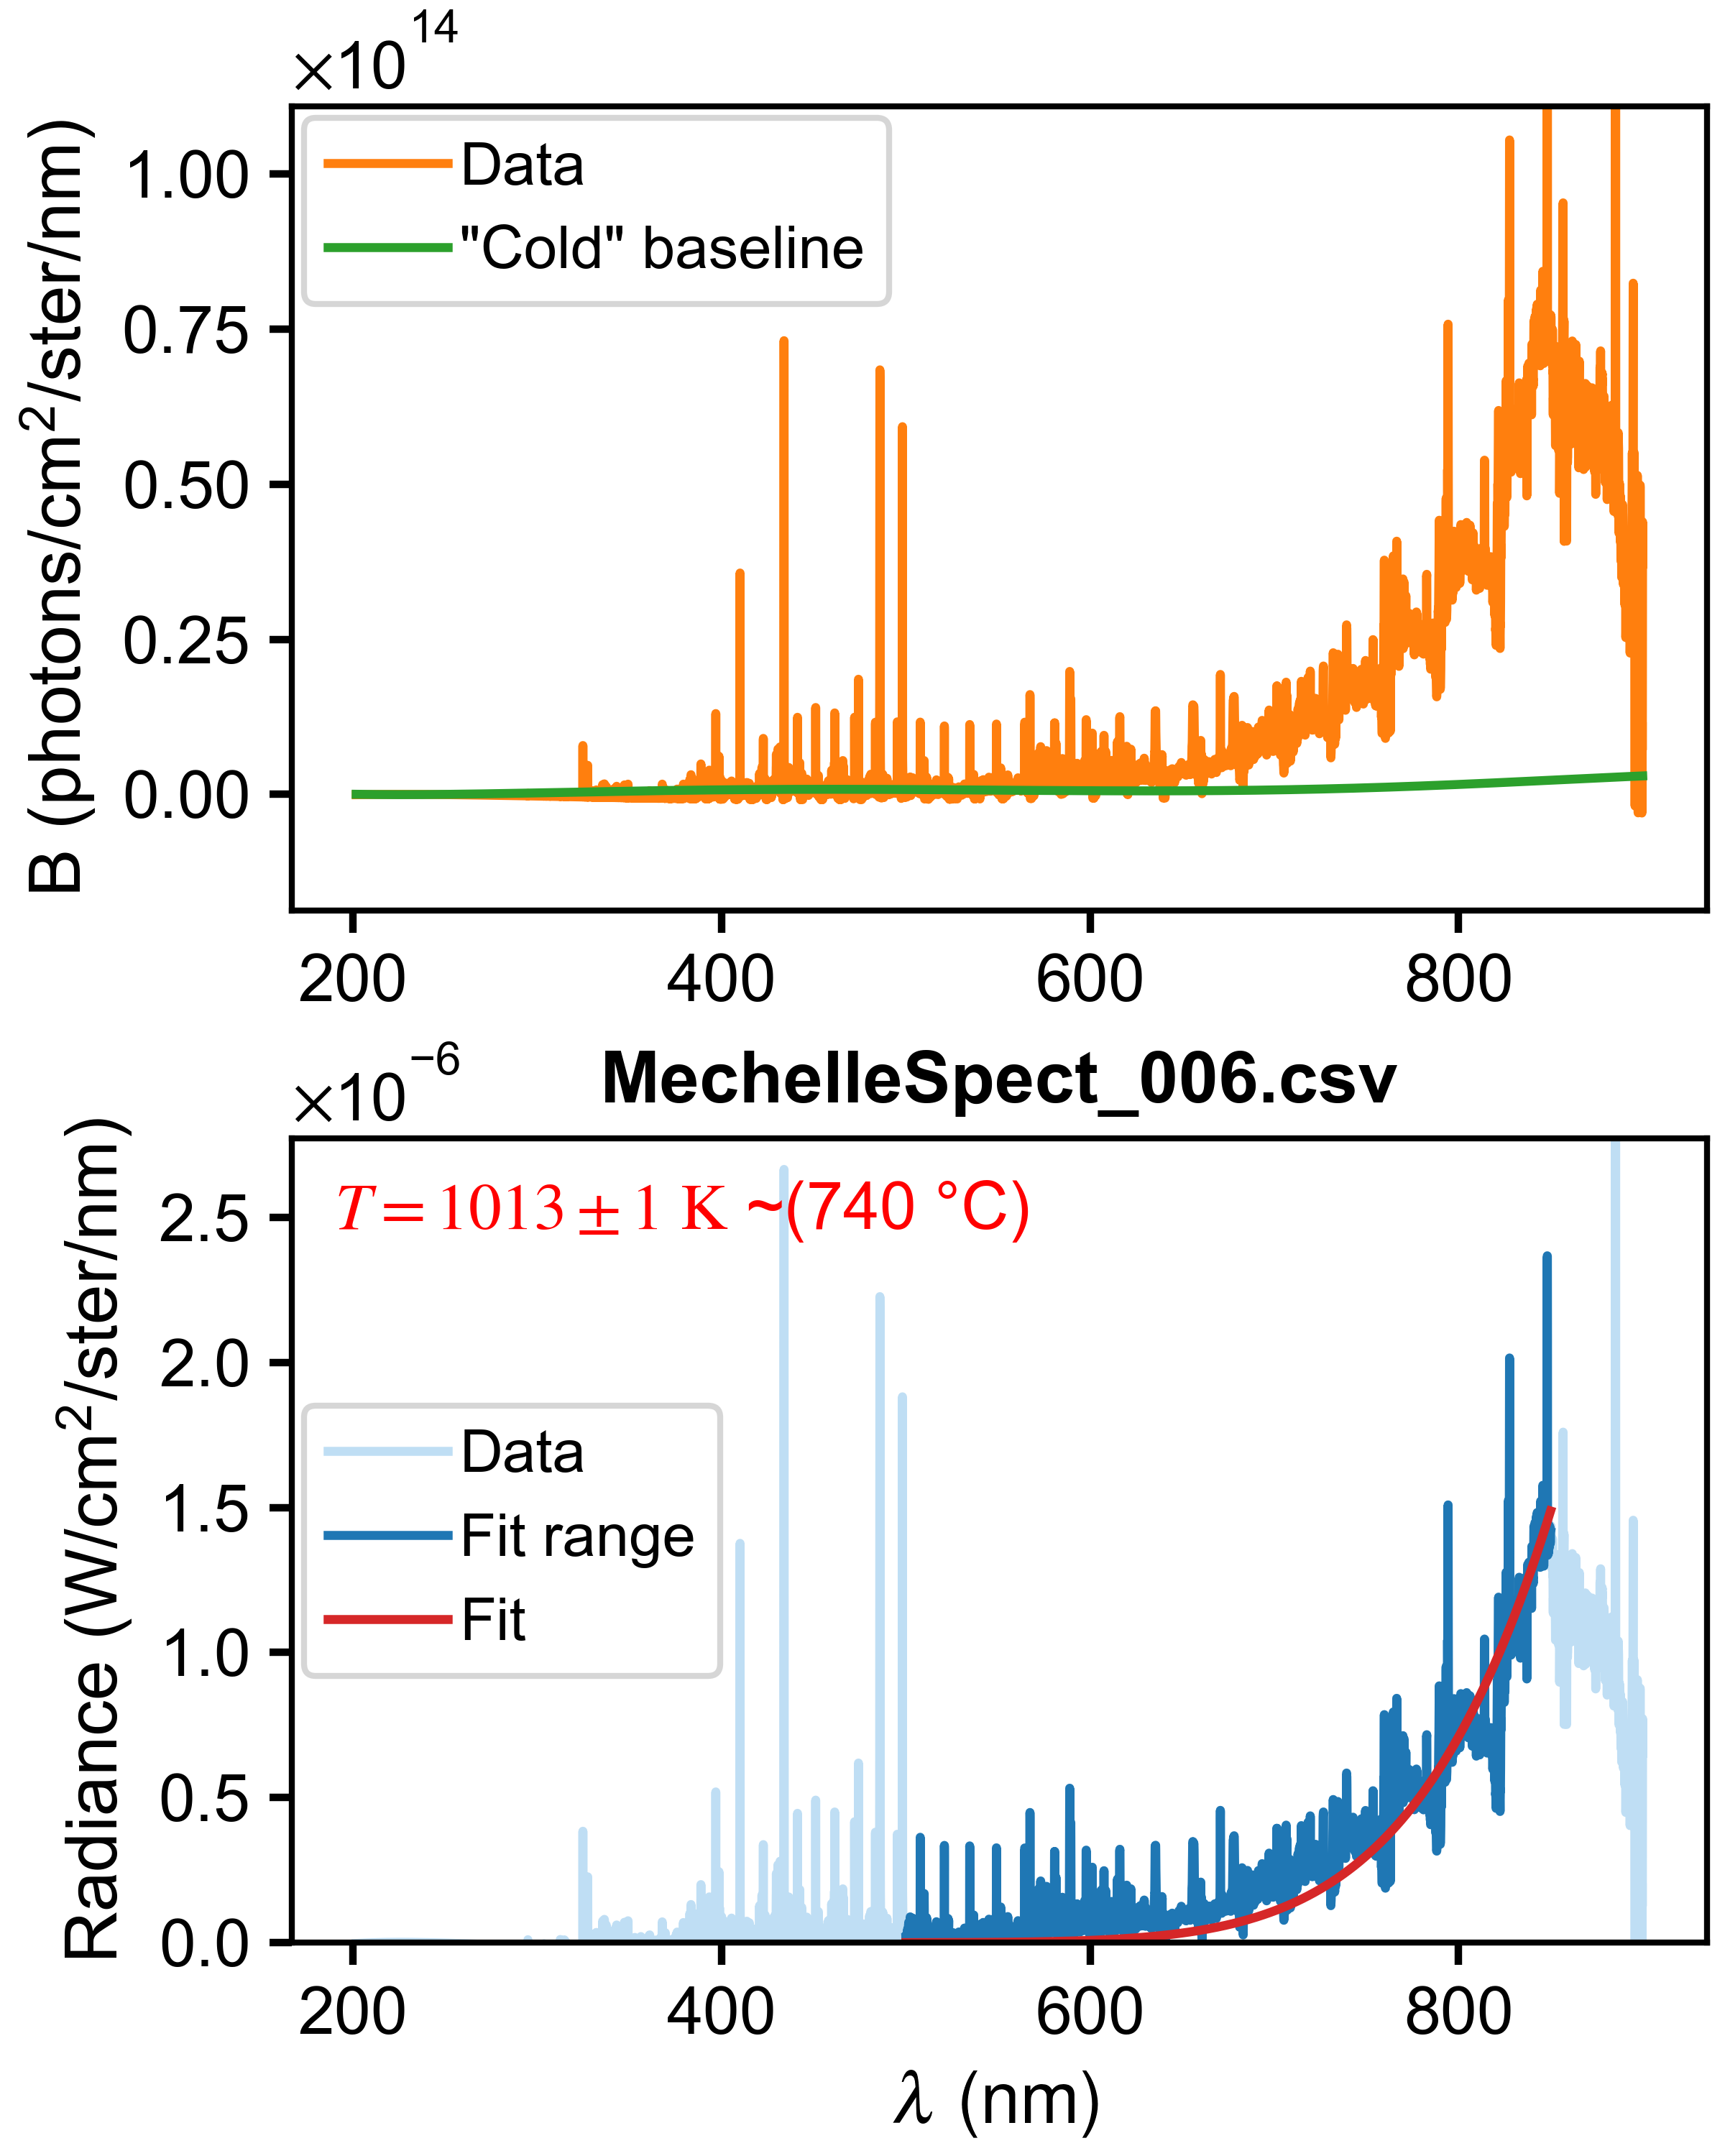 ×10^14
B (photons/cm²/ster/nm)
1.00
0.75
0.50
0.25
0.00
Data
"Cold" baseline
200 400 600 800
×10^−6
MechelleSpect_006.csv
Radiance (W/cm²/ster/nm)
2.5
2.0
1.5
1.0
0.5
0.0
T = 1013 ± 1 K ~(740 °C)
Data
Fit range
Fit
200 400 600 800
λ (nm)